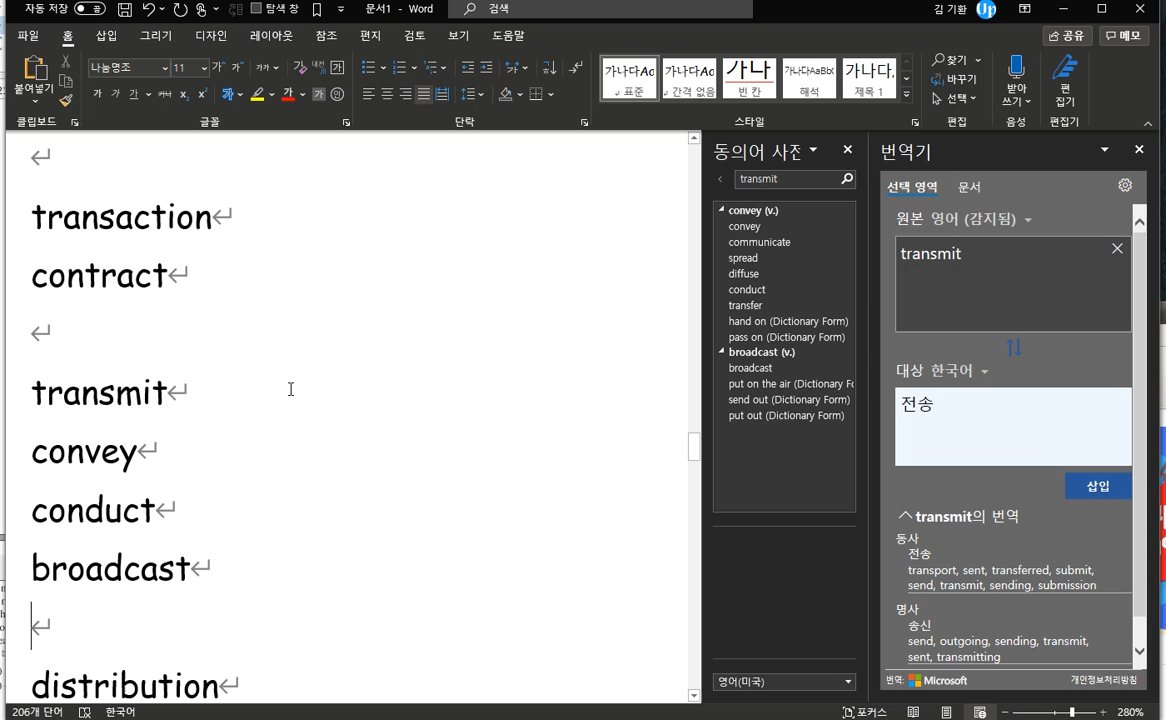 자동 저장 탐색 창 문서1 - Word 검색 김 기환
파일 홈 삽입 그리기 디자인 레이아웃 참조 편지 검토 보기 도움말 공유 메모
붙여넣기 나눔명조 11 가나다Aa 가나다Aa 가나 가나다AaBbC 가나다. 찾기 바꾸기 선택 받아쓰기 편집기
표준 간격 없음 빈 칸 해석 제목 1
클립보드 글꼴 단락 스타일 편집 음성 편집기
transaction
contract
transmit
convey
conduct
broadcast
distribution
동의어 사전
transmit
convey (v.)
convey
communicate
spread
diffuse
conduct
transfer
hand on (Dictionary Form)
pass on (Dictionary Form)
broadcast (v.)
broadcast
put on the air (Dictionary Fo
send out (Dictionary Form)
put out (Dictionary Form)
영어(미국)
번역기
선택 영역 문서
원본 영어 (감지됨)
transmit
대상 한국어
전송
삽입
transmit의 번역
동사
전송
transport, sent, transferred, submit,
send, transmit, sending, submission
명사
송신
send, outgoing, sending, transmit,
sent, transmitting
번역: Microsoft 개인정보처리방침
206개 단어 한국어 포커스 280%